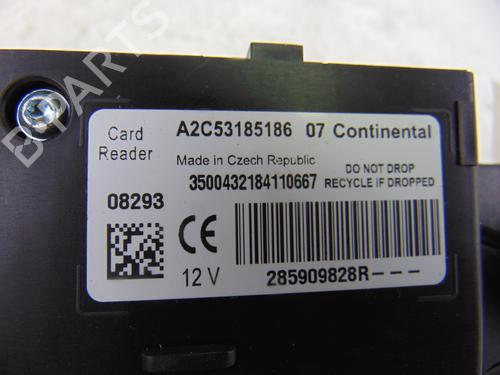 Card
Reader
A2C53185186 07 Continental
Made in Czech Republic
3500432184110667
DO NOT DROP
RECYCLE IF DROPPED
08293
CE
12 V
285909828R---
B-PARTS